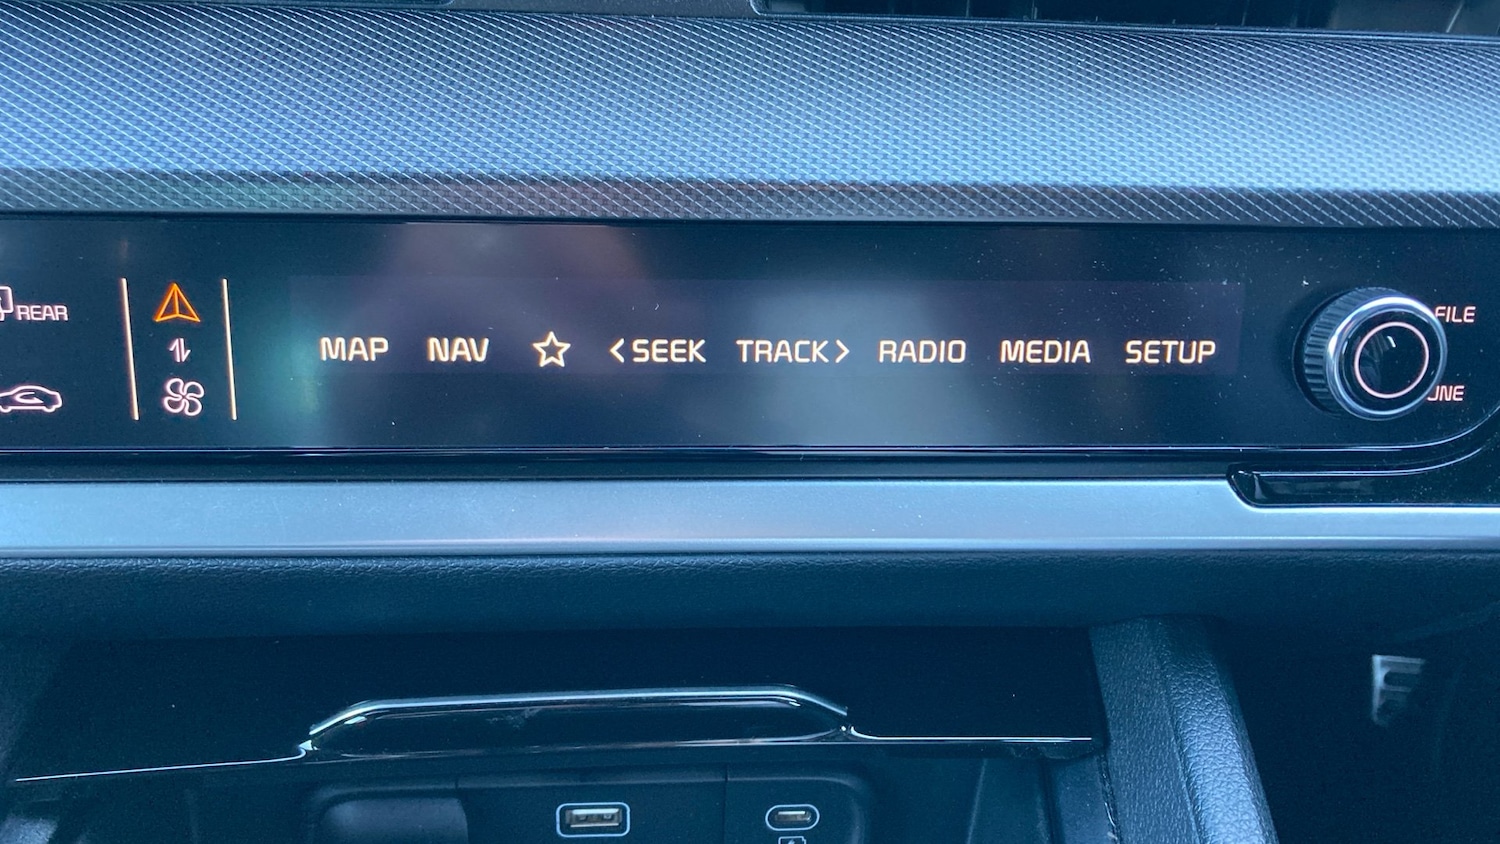 REAR
MAP NAV < SEEK TRACK > RADIO MEDIA SETUP
FILE